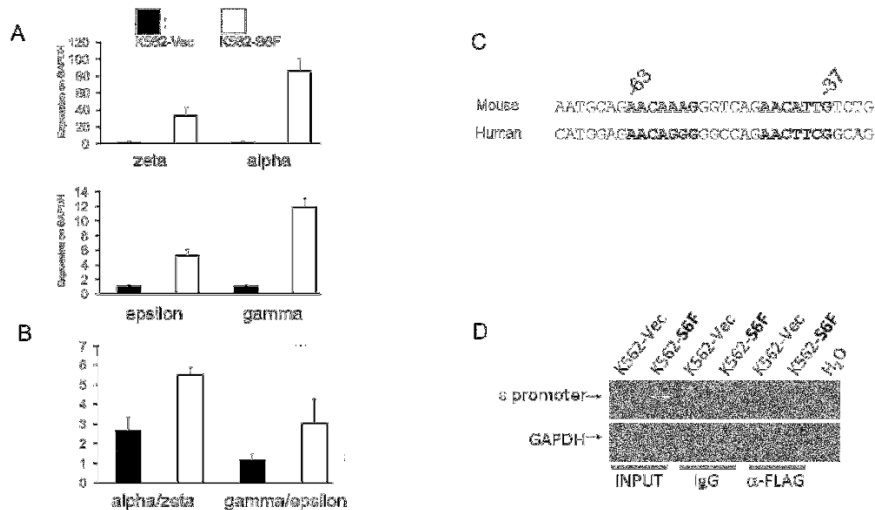 A
K562-Vec K562-S6F
Expression on GAPDH
120
100
80
60
40
20
0
zeta alpha
Expression on GAPDH
14
12
10
8
6
4
2
0
epsilon gamma
B
7
6
5
4
3
2
1
0
alpha/zeta gamma/epsilon
C
-63 -37
Mouse AATGCAGAACAAAGGGTCAGAACATTGTCTG
Human CATGGAGAACAGGGGGCCAGAACTTCGGCAG
D
K562-Vec K562-S6F K562-Vec K562-S6F K562-Vec K562-S6F H2O
ε promoter
GAPDH
INPUT IgG α-FLAG